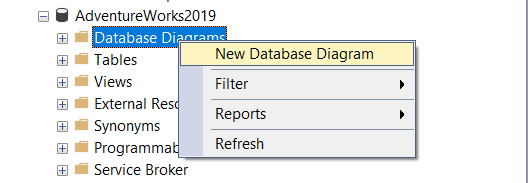 AdventureWorks2019
Database Diagrams
New Database Diagram
Tables
Views
Filter
External Reso
Reports
Synonyms
Programmab
Refresh
Service Broker